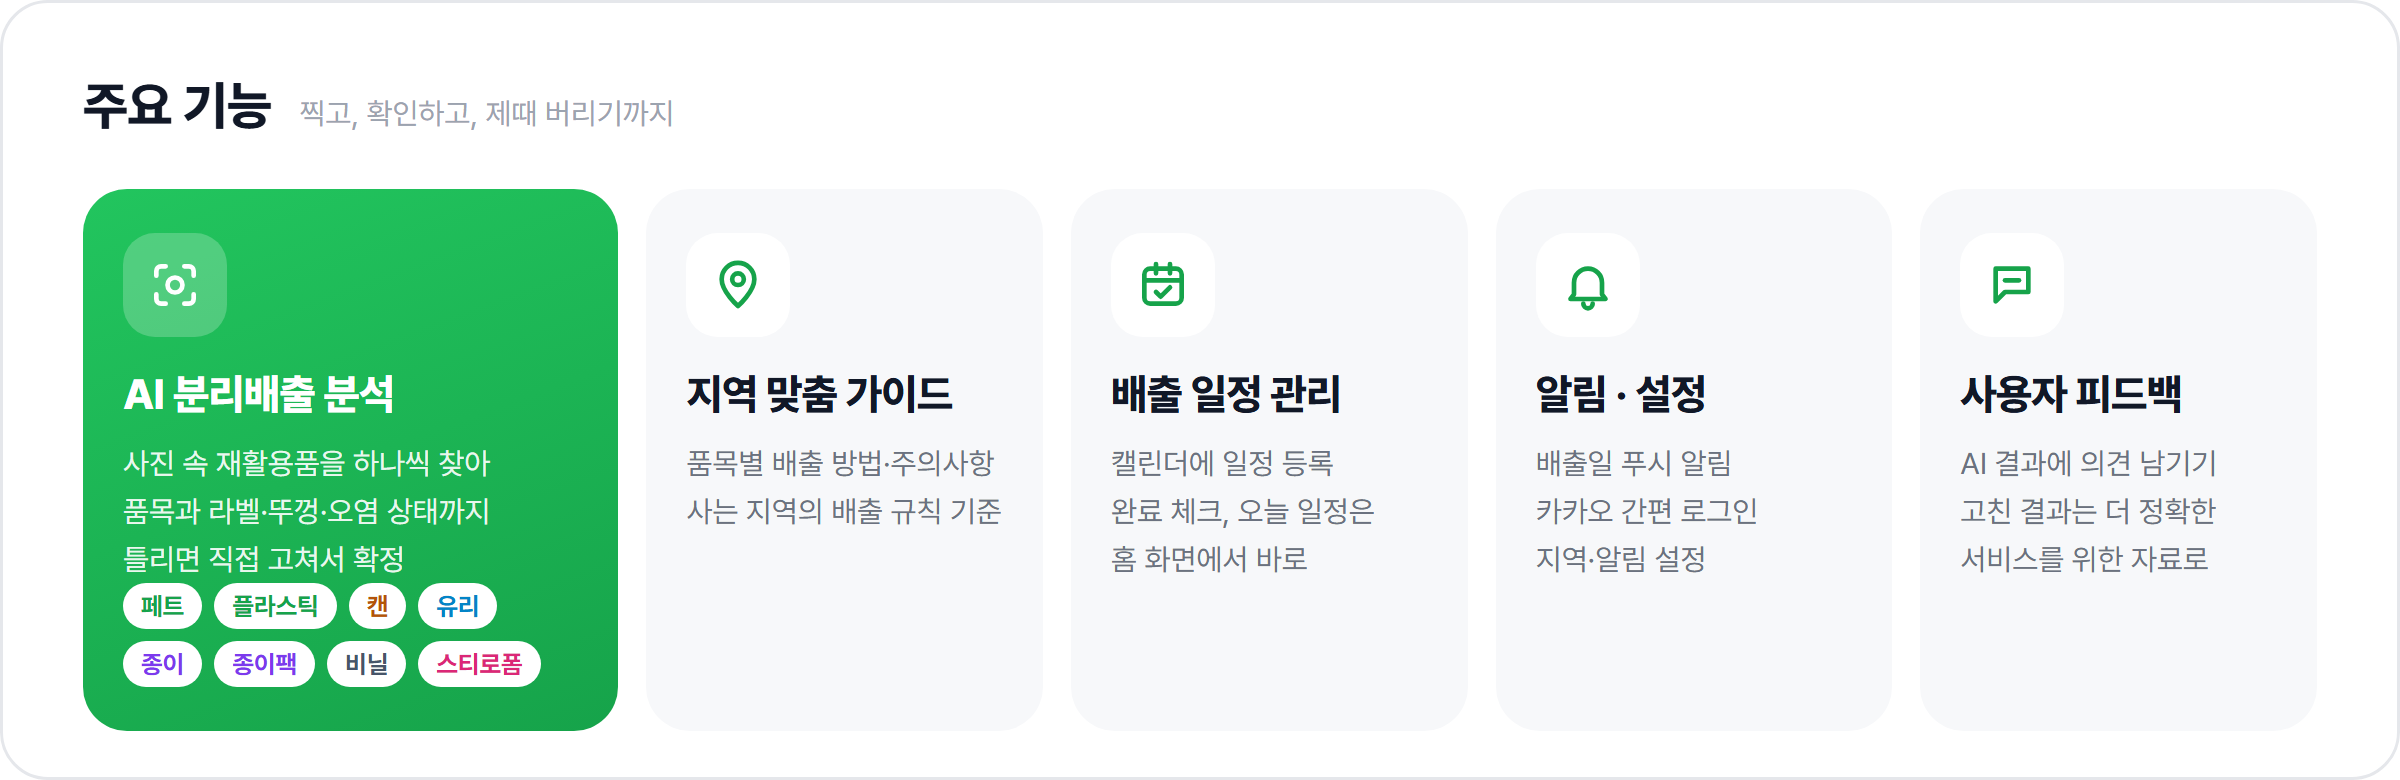 주요 기능
찍고, 확인하고, 제때 버리기까지
AI 분리배출 분석
사진 속 재활용품을 하나씩 찾아
품목과 라벨·뚜껑·오염 상태까지
틀리면 직접 고쳐서 확정
페트 플라스틱 캔 유리
종이 종이팩 비닐 스티로폼
지역 맞춤 가이드
품목별 배출 방법·주의사항
사는 지역의 배출 규칙 기준
배출 일정 관리
캘린더에 일정 등록
완료 체크, 오늘 일정은
홈 화면에서 바로
알림 · 설정
배출일 푸시 알림
카카오 간편 로그인
지역·알림 설정
사용자 피드백
AI 결과에 의견 남기기
고친 결과는 더 정확한
서비스를 위한 자료로